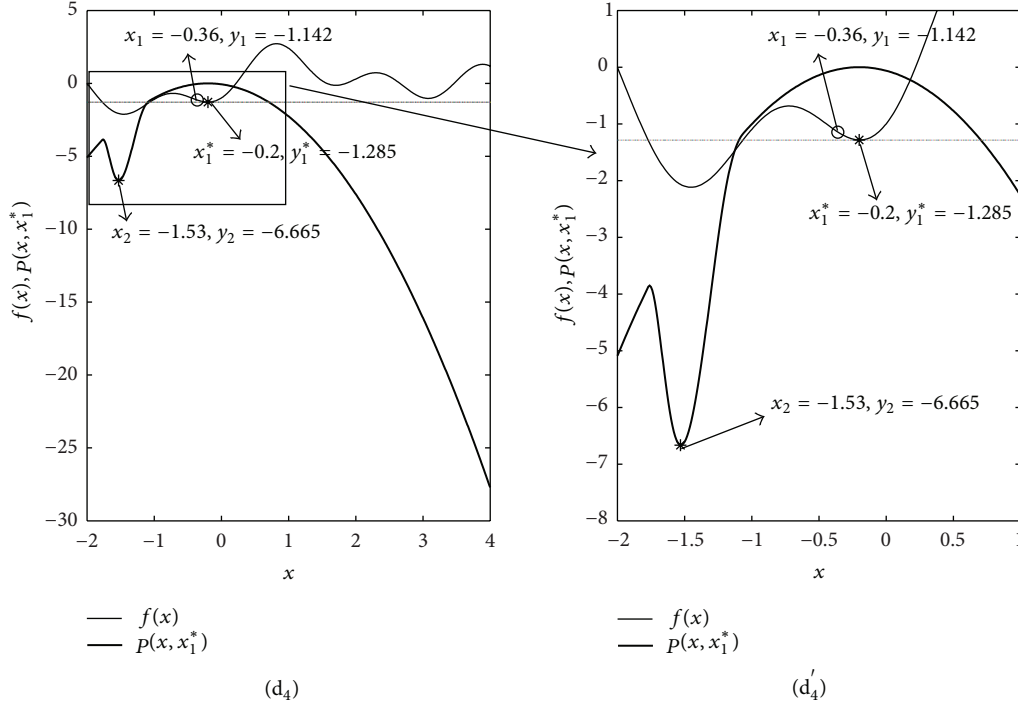 5
0
−5
−10
−15
−20
−25
−30
−2
−1
0
1
2
3
4
x
f(x), P(x, x₁*)
x₁ = −0.36, y₁ = −1.142
x₁* = −0.2, y₁* = −1.285
x₂ = −1.53, y₂ = −6.665
f(x)
P(x, x₁*)
(d₄)
1
0
−1
−2
−3
−4
−5
−6
−7
−8
−2
−1.5
−1
−0.5
0
0.5
1
x
f(x), P(x, x₁*)
x₁ = −0.36, y₁ = −1.142
x₁* = −0.2, y₁* = −1.285
x₂ = −1.53, y₂ = −6.665
f(x)
P(x, x₁*)
(d₄′)